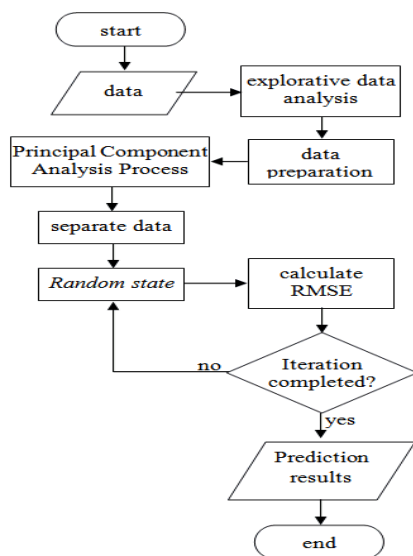 start
data
explorative data
analysis
Principal Component
Analysis Process
data
preparation
separate data
Random state
calculate
RMSE
no
Iteration
completed?
yes
Prediction
results
end